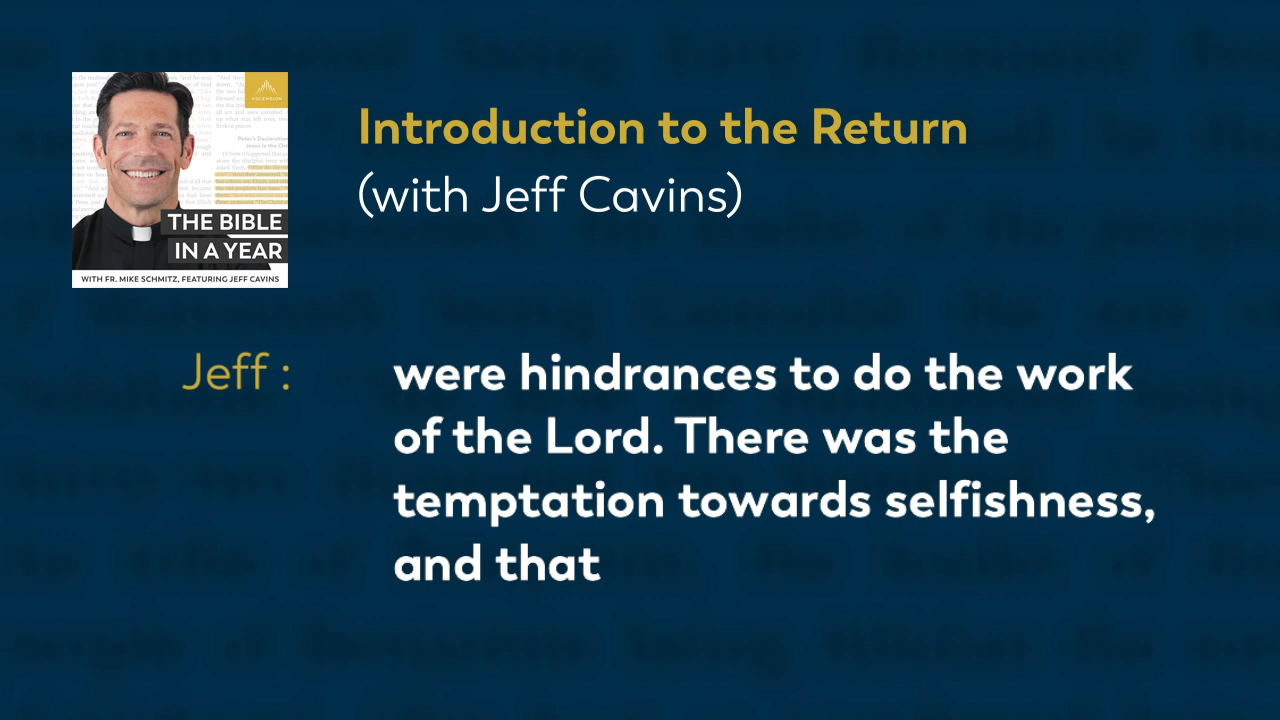 ASCENSION
THE BIBLE
IN A YEAR
WITH FR. MIKE SCHMITZ, FEATURING JEFF CAVINS
Introduction to the Return
(with Jeff Cavins)
Jeff :
were hindrances to do the work
of the Lord. There was the
temptation towards selfishness,
and that